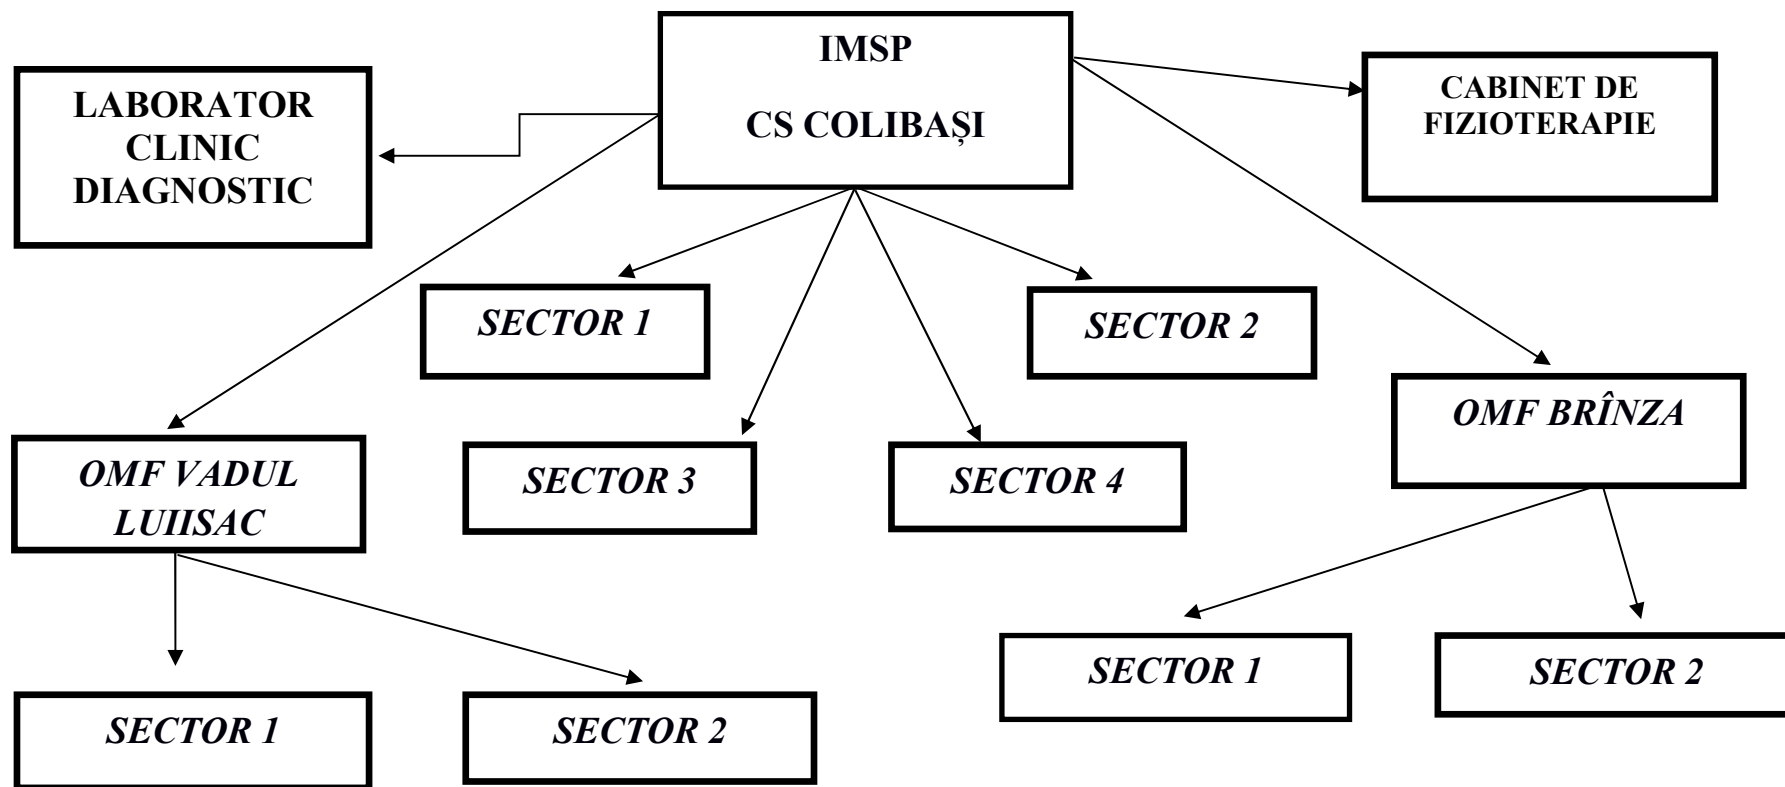 IMSP
CS COLIBAȘI
LABORATOR
CLINIC
DIAGNOSTIC
CABINET DE
FIZIOTERAPIE
SECTOR 1
SECTOR 2
OMF BRÎNZA
OMF VADUL
LUIISAC
SECTOR 3
SECTOR 4
SECTOR 1
SECTOR 2
SECTOR 1
SECTOR 2